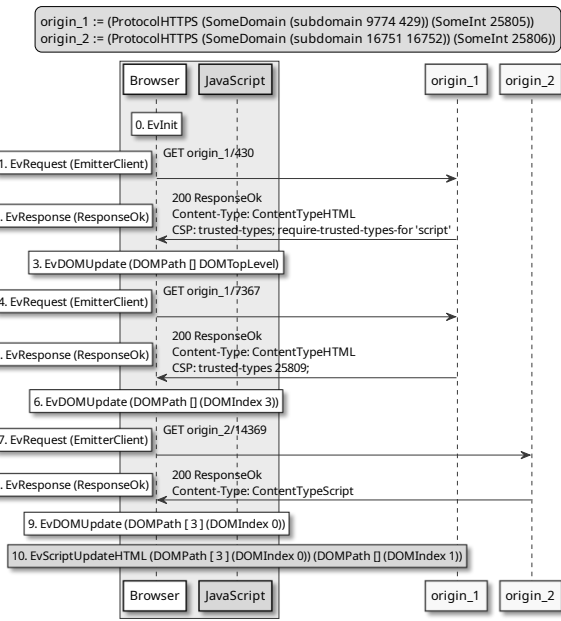 origin_1 := (ProtocolHTTPS (SomeDomain (subdomain 9774 429)) (SomeInt 25805))
origin_2 := (ProtocolHTTPS (SomeDomain (subdomain 16751 16752)) (SomeInt 25806))
Browser JavaScript origin_1 origin_2
0. EvInit
1. EvRequest (EmitterClient)
GET origin_1/430
. EvResponse (ResponseOk)
200 ResponseOk
Content-Type: ContentTypeHTML
CSP: trusted-types; require-trusted-types-for 'script'
3. EvDOMUpdate (DOMPath [] DOMTopLevel)
4. EvRequest (EmitterClient)
GET origin_1/7367
. EvResponse (ResponseOk)
200 ResponseOk
Content-Type: ContentTypeHTML
CSP: trusted-types 25809;
6. EvDOMUpdate (DOMPath [] (DOMIndex 3))
7. EvRequest (EmitterClient)
GET origin_2/14369
. EvResponse (ResponseOk)
200 ResponseOk
Content-Type: ContentTypeScript
9. EvDOMUpdate (DOMPath [ 3 ] (DOMIndex 0))
10. EvScriptUpdateHTML (DOMPath [ 3 ] (DOMIndex 0)) (DOMPath [] (DOMIndex 1))
Browser JavaScript origin_1 origin_2